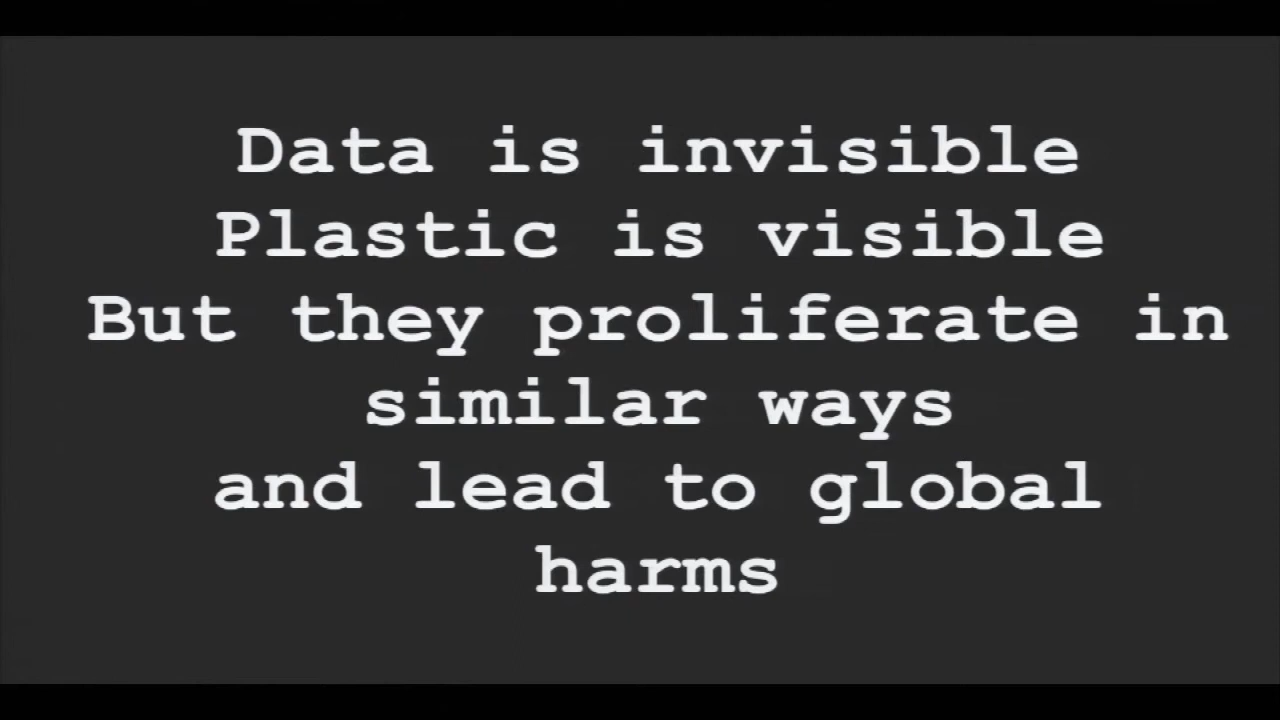 Data is invisible
Plastic is visible
But they proliferate in
similar ways
and lead to global
harms